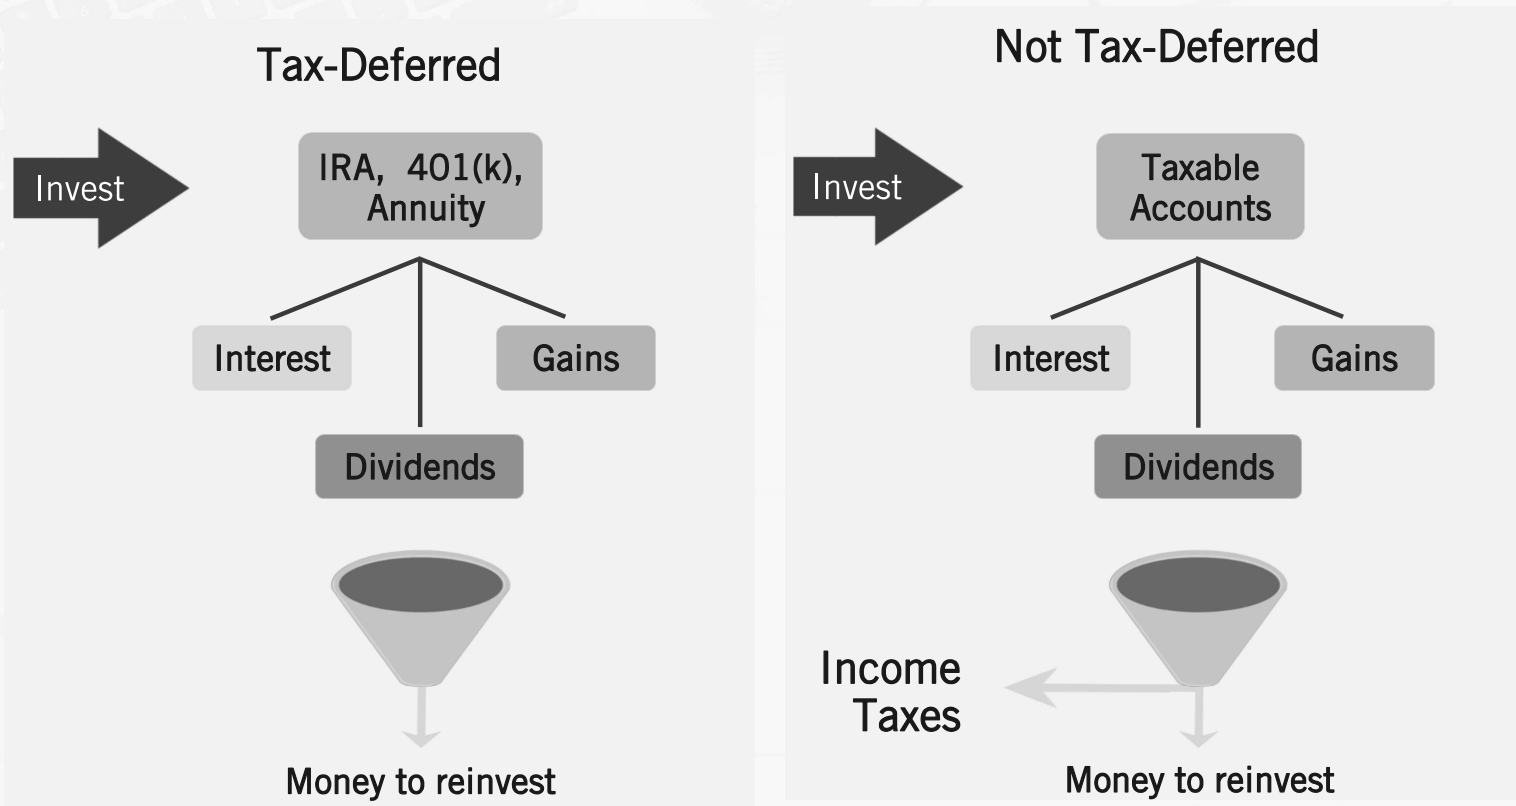 Tax-Deferred
Invest
IRA, 401(k),
Annuity
Interest
Gains
Dividends
Money to reinvest
Not Tax-Deferred
Invest
Taxable
Accounts
Interest
Gains
Dividends
Income
Taxes
Money to reinvest